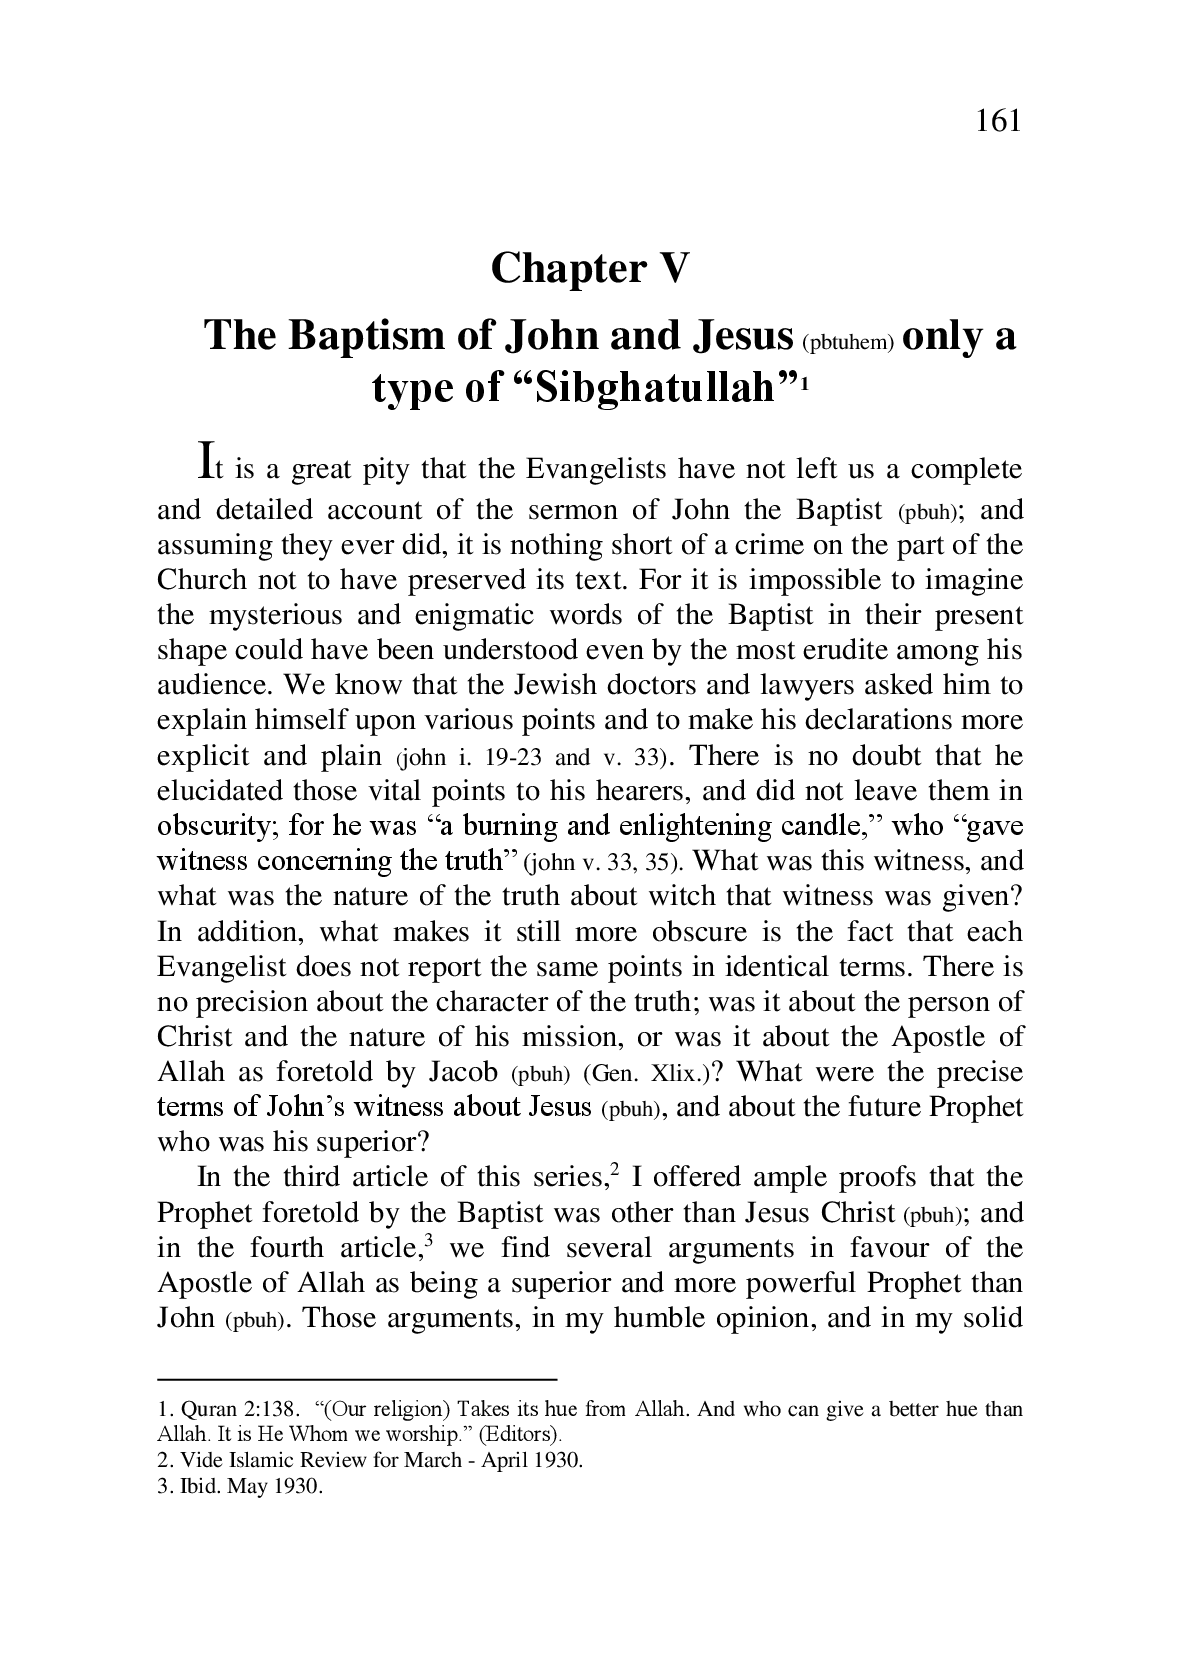 161
Chapter V
The Baptism of John and Jesus (pbtuhem) only a
type of “Sibghatullah”1
It is a great pity that the Evangelists have not left us a complete
and detailed account of the sermon of John the Baptist (pbuh); and
assuming they ever did, it is nothing short of a crime on the part of the
Church not to have preserved its text. For it is impossible to imagine
the mysterious and enigmatic words of the Baptist in their present
shape could have been understood even by the most erudite among his
audience. We know that the Jewish doctors and lawyers asked him to
explain himself upon various points and to make his declarations more
explicit and plain (john i. 19-23 and v. 33). There is no doubt that he
elucidated those vital points to his hearers, and did not leave them in
obscurity; for he was “a burning and enlightening candle,” who “gave
witness concerning the truth” (john v. 33, 35). What was this witness, and
what was the nature of the truth about witch that witness was given?
In addition, what makes it still more obscure is the fact that each
Evangelist does not report the same points in identical terms. There is
no precision about the character of the truth; was it about the person of
Christ and the nature of his mission, or was it about the Apostle of
Allah as foretold by Jacob (pbuh) (Gen. Xlix.)? What were the precise
terms of John’s witness about Jesus (pbuh), and about the future Prophet
who was his superior?
In the third article of this series,2 I offered ample proofs that the
Prophet foretold by the Baptist was other than Jesus Christ (pbuh); and
in the fourth article,3 we find several arguments in favour of the
Apostle of Allah as being a superior and more powerful Prophet than
John (pbuh). Those arguments, in my humble opinion, and in my solid
1. Quran 2:138. “(Our religion) Takes its hue from Allah. And who can give a better hue than
Allah. It is He Whom we worship.” (Editors).
2. Vide Islamic Review for March - April 1930.
3. Ibid. May 1930.